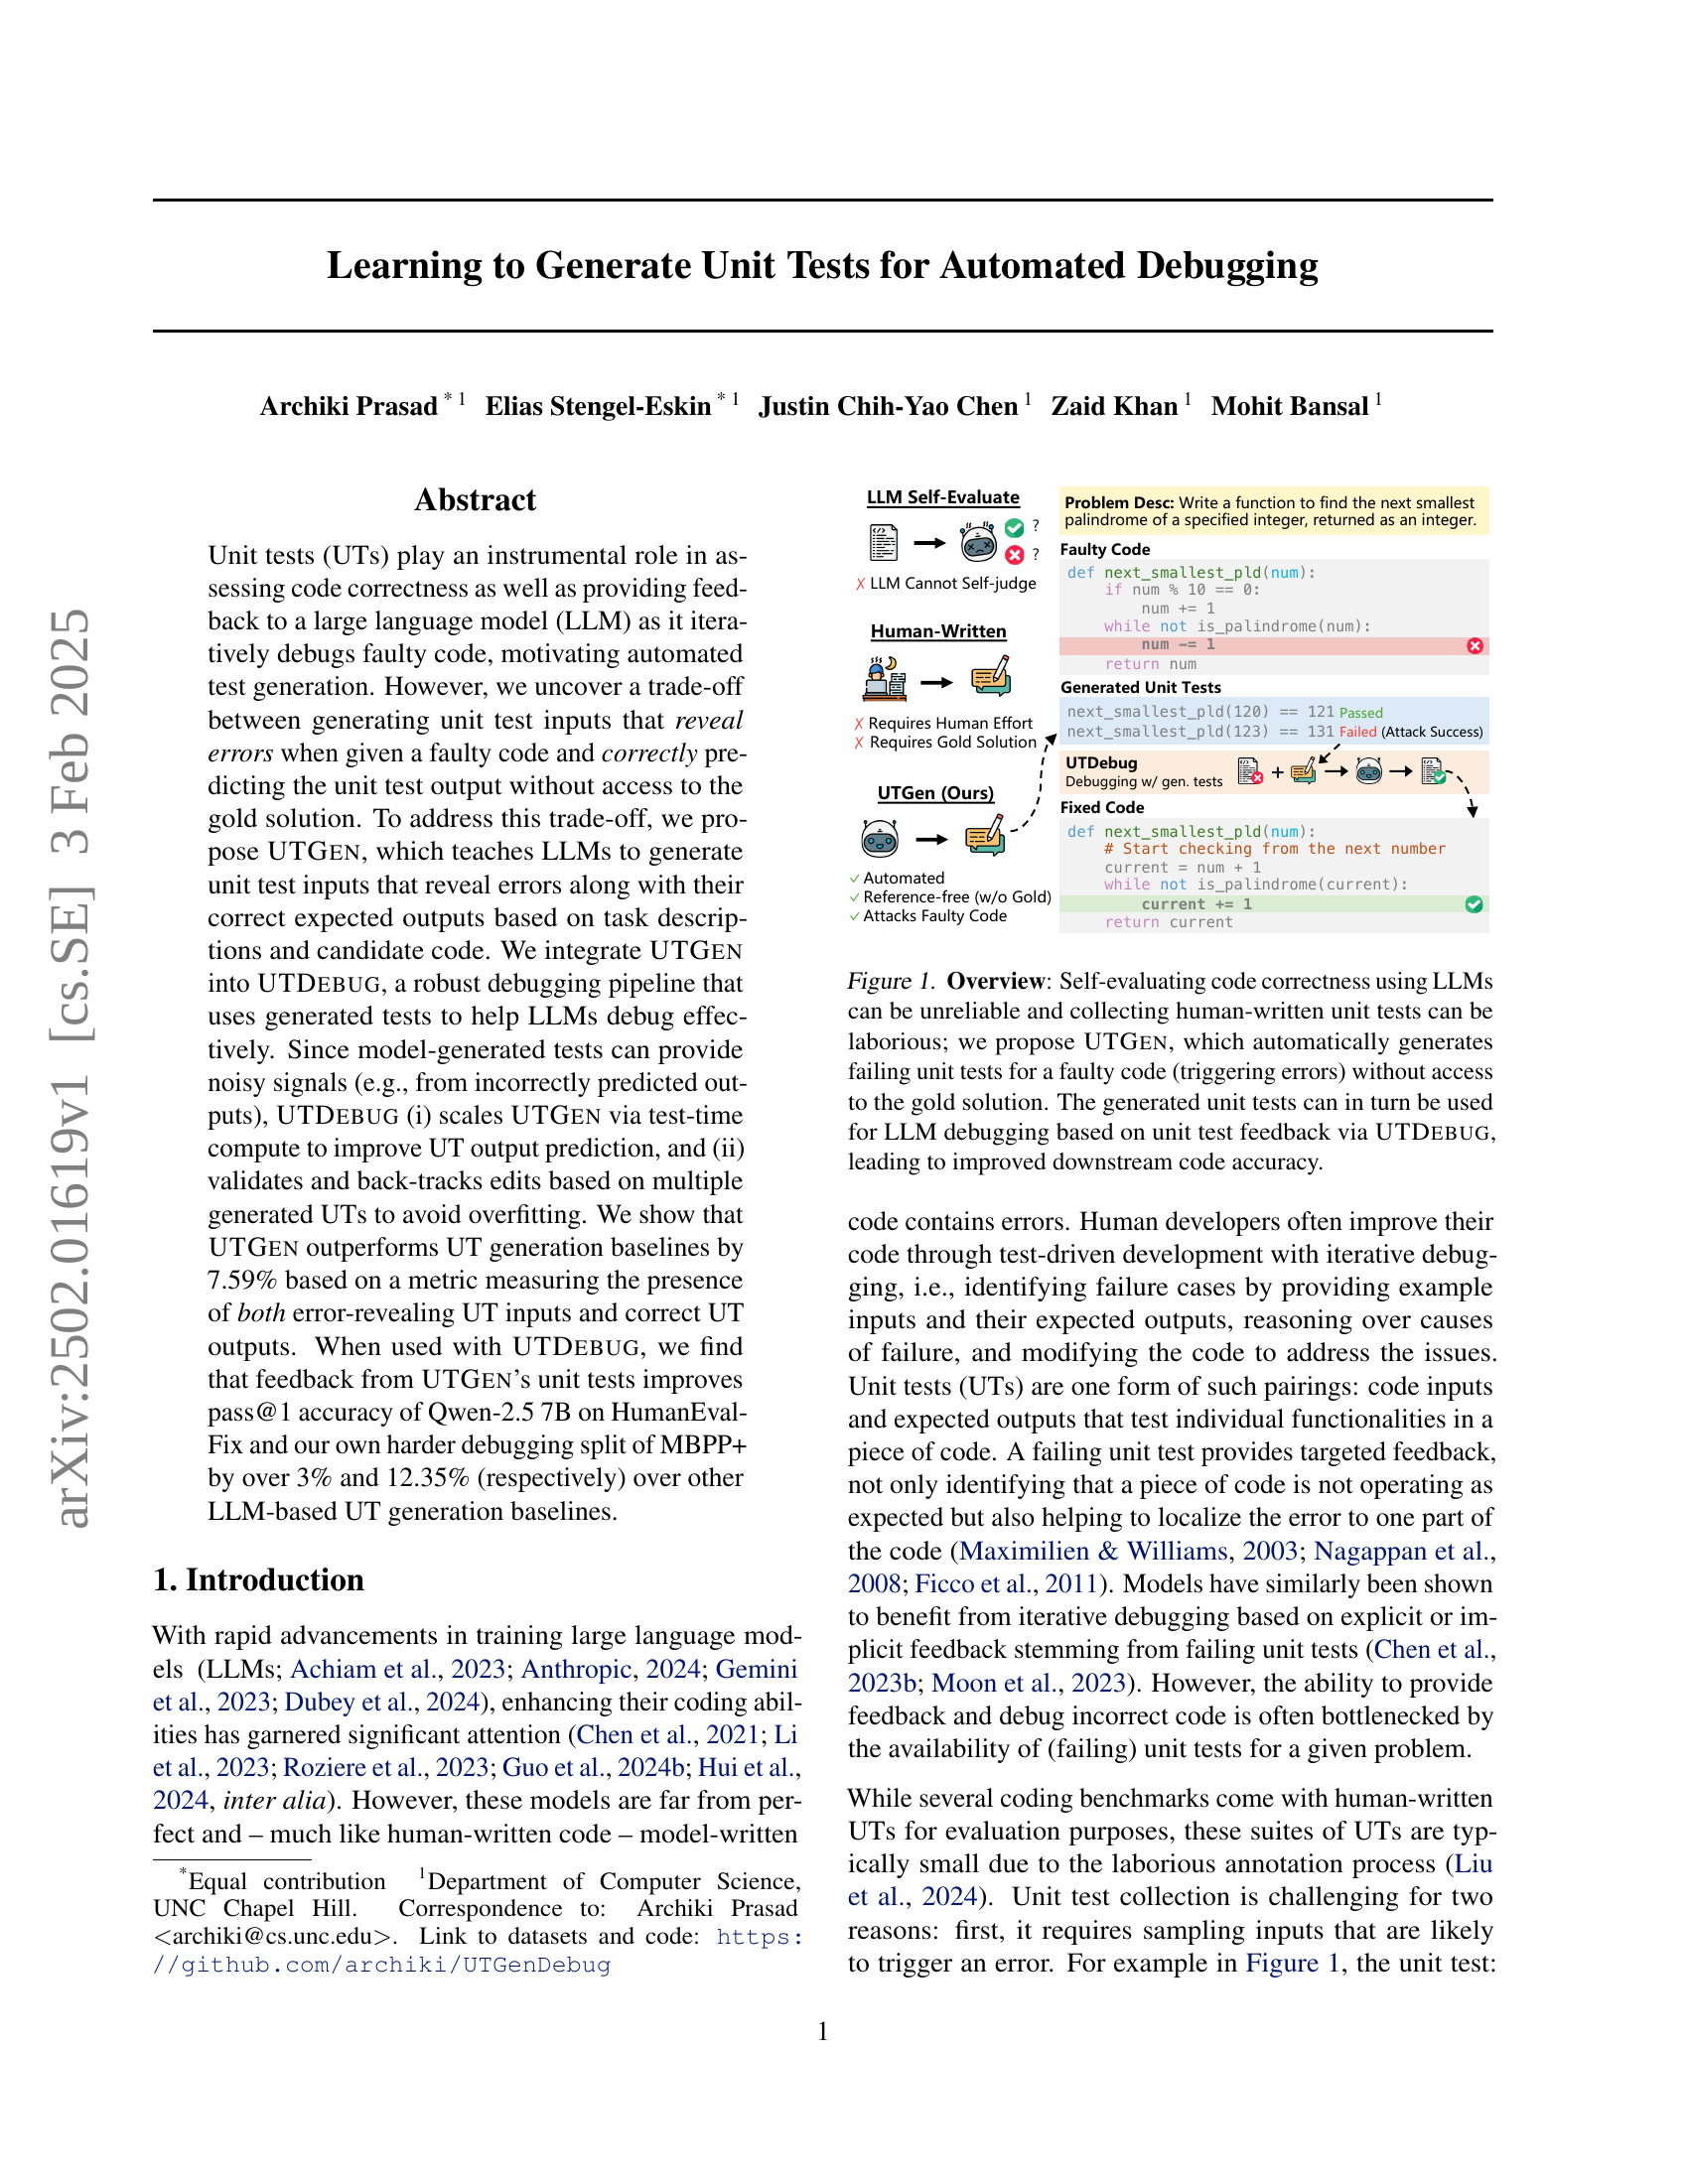 arXiv:2502.01619v1 [cs.SE] 3 Feb 2025
Learning to Generate Unit Tests for Automated Debugging
Archiki Prasad * 1 Elias Stengel-Eskin * 1 Justin Chih-Yao Chen 1 Zaid Khan 1 Mohit Bansal 1
Abstract
Unit tests (UTs) play an instrumental role in as-
sessing code correctness as well as providing feed-
back to a large language model (LLM) as it itera-
tively debugs faulty code, motivating automated
test generation. However, we uncover a trade-off
between generating unit test inputs that reveal
errors when given a faulty code and correctly pre-
dicting the unit test output without access to the
gold solution. To address this trade-off, we pro-
pose UTGEN, which teaches LLMs to generate
unit test inputs that reveal errors along with their
correct expected outputs based on task descrip-
tions and candidate code. We integrate UTGEN
into UTDEBUG, a robust debugging pipeline that
uses generated tests to help LLMs debug effec-
tively. Since model-generated tests can provide
noisy signals (e.g., from incorrectly predicted out-
puts), UTDEBUG (i) scales UTGEN via test-time
compute to improve UT output prediction, and (ii)
validates and back-tracks edits based on multiple
generated UTs to avoid overfitting. We show that
UTGEN outperforms UT generation baselines by
7.59% based on a metric measuring the presence
of both error-revealing UT inputs and correct UT
outputs. When used with UTDEBUG, we find
that feedback from UTGEN's unit tests improves
pass@1 accuracy of Qwen-2.5 7B on HumanEval-
Fix and our own harder debugging split of MBPP+
by over 3% and 12.35% (respectively) over other
LLM-based UT generation baselines.
1. Introduction
With rapid advancements in training large language mod-
els (LLMs; Achiam et al., 2023; Anthropic, 2024; Gemini
et al., 2023; Dubey et al., 2024), enhancing their coding abil-
ities has garnered significant attention (Chen et al., 2021; Li
et al., 2023; Roziere et al., 2023; Guo et al., 2024b; Hui et al.,
2024, inter alia). However, these models are far from per-
fect and – much like human-written code – model-written
*Equal contribution 1Department of Computer Science,
UNC Chapel Hill. Correspondence to: Archiki Prasad
<archiki@cs.unc.edu>. Link to datasets and code: https:
//github.com/archiki/UTGenDebug
LLM Self-Evaluate
?
?
✗ LLM Cannot Self-judge
Human-Written
✗ Requires Human Effort
✗ Requires Gold Solution
UTGen (Ours)
✓ Automated
✓ Reference-free (w/o Gold)
✓ Attacks Faulty Code
Problem Desc: Write a function to find the next smallest
palindrome of a specified integer, returned as an integer.
Faulty Code
def next_smallest_pld(num):
if num % 10 == 0:
num += 1
while not is_palindrome(num):
num -= 1
return num
Generated Unit Tests
next_smallest_pld(120) == 121 Passed
next_smallest_pld(123) == 131 Failed (Attack Success)
UTDebug
Debugging w/ gen. tests
+
Fixed Code
def next_smallest_pld(num):
# Start checking from the next number
current = num + 1
while not is_palindrome(current):
current += 1
return current
Figure 1. Overview: Self-evaluating code correctness using LLMs
can be unreliable and collecting human-written unit tests can be
laborious; we propose UTGEN, which automatically generates
failing unit tests for a faulty code (triggering errors) without access
to the gold solution. The generated unit tests can in turn be used
for LLM debugging based on unit test feedback via UTDEBUG,
leading to improved downstream code accuracy.
code contains errors. Human developers often improve their
code through test-driven development with iterative debug-
ging, i.e., identifying failure cases by providing example
inputs and their expected outputs, reasoning over causes
of failure, and modifying the code to address the issues.
Unit tests (UTs) are one form of such pairings: code inputs
and expected outputs that test individual functionalities in a
piece of code. A failing unit test provides targeted feedback,
not only identifying that a piece of code is not operating as
expected but also helping to localize the error to one part of
the code (Maximilien & Williams, 2003; Nagappan et al.,
2008; Ficco et al., 2011). Models have similarly been shown
to benefit from iterative debugging based on explicit or im-
plicit feedback stemming from failing unit tests (Chen et al.,
2023b; Moon et al., 2023). However, the ability to provide
feedback and debug incorrect code is often bottlenecked by
the availability of (failing) unit tests for a given problem.
While several coding benchmarks come with human-written
UTs for evaluation purposes, these suites of UTs are typ-
ically small due to the laborious annotation process (Liu
et al., 2024). Unit test collection is challenging for two
reasons: first, it requires sampling inputs that are likely
to trigger an error. For example in Figure 1, the unit test:
1